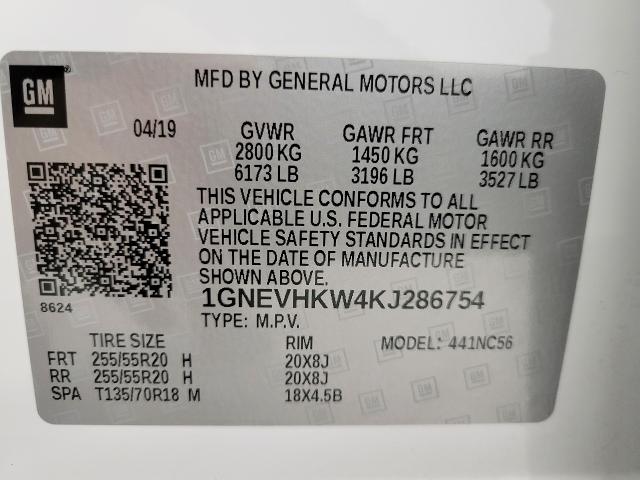 GM
MFD BY GENERAL MOTORS LLC
04/19 GVWR GAWR FRT GAWR RR
2800 KG 1450 KG 1600 KG
6173 LB 3196 LB 3527 LB
THIS VEHICLE CONFORMS TO ALL
APPLICABLE U.S. FEDERAL MOTOR
VEHICLE SAFETY STANDARDS IN EFFECT
ON THE DATE OF MANUFACTURE
SHOWN ABOVE.
1GNEVHKW4KJ286754
8624
TYPE: M.P.V.
TIRE SIZE RIM MODEL: 441NC56
FRT 255/55R20 H 20X8J
RR 255/55R20 H 20X8J
SPA T135/70R18 M 18X4.5B